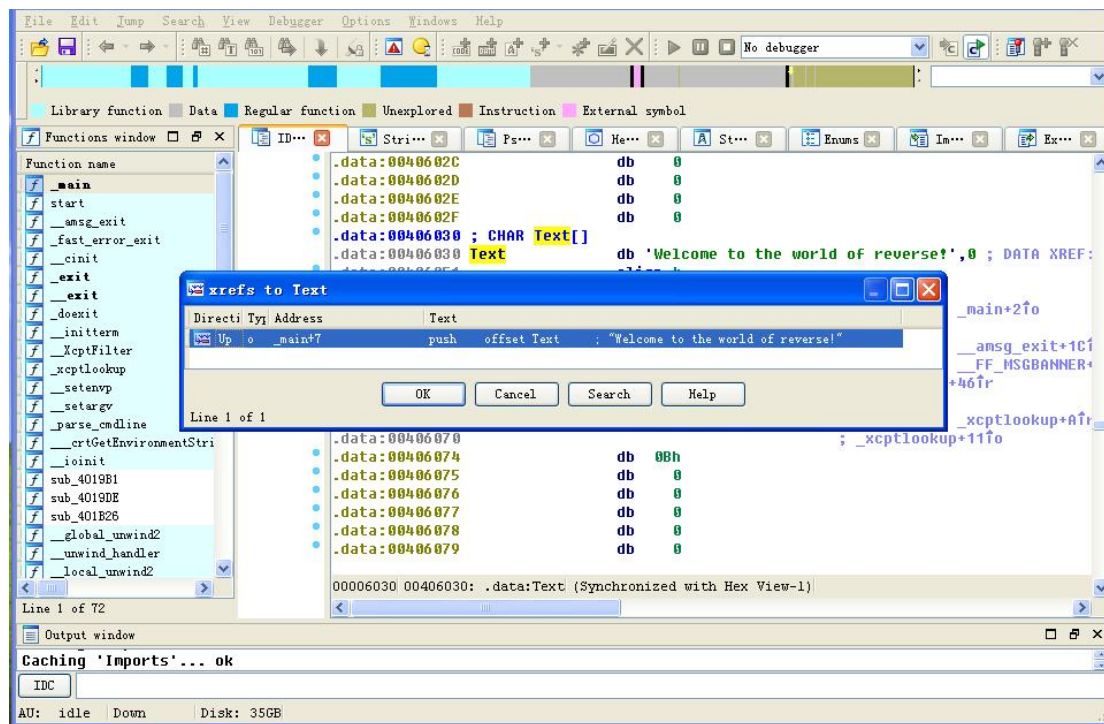 File Edit Jump Search View Debugger Options Windows Help
No debugger
Library function Data Regular function Unexplored Instruction External symbol
Functions window
ID··· Stri··· Ps··· He··· St··· Enums Im··· Ex···
Function name
_main
start
__amsg_exit
_fast_error_exit
__cinit
_exit
__exit
_doexit
__initterm
__XcptFilter
_xcptlookup
__setenvp
__setargv
_parse_cmdline
___crtGetEnvironmentStri
__ioinit
sub_4019B1
sub_4019DE
sub_401B26
__global_unwind2
__unwind_handler
__local_unwind2
Line 1 of 72
.data:0040602C db 0
.data:0040602D db 0
.data:0040602E db 0
.data:0040602F db 0
.data:00406030 ; CHAR Text[]
.data:00406030 Text db 'Welcome to the world of reverse!',0 ; DATA XREF:
_main+2↑o
__amsg_exit+1C↑
__FF_MSGBANNER+
+46↑r
_xcptlookup+A↑r
xrefs to Text
Directi Typ Address Text
Up o _main+7 push offset Text ; "Welcome to the world of reverse!"
OK Cancel Search Help
Line 1 of 1
.data:00406070 ; _xcptlookup+11↑o
.data:00406074 db 0Bh
.data:00406075 db 0
.data:00406076 db 0
.data:00406077 db 0
.data:00406078 db 0
.data:00406079 db 0
00006030 00406030: .data:Text (Synchronized with Hex View-1)
Output window
Caching 'Imports'... ok
IDC
AU: idle Down Disk: 35GB